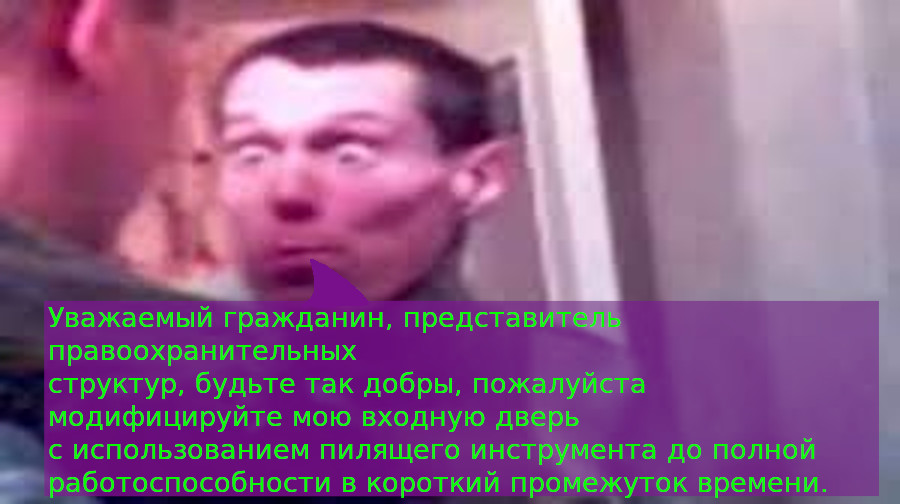 Уважаемый гражданин, представитель
правоохранительных
структур, будьте так добры, пожалуйста
модифицируйте мою входную дверь
с использованием пилящего инструмента до полной
работоспособности в короткий промежуток времени.